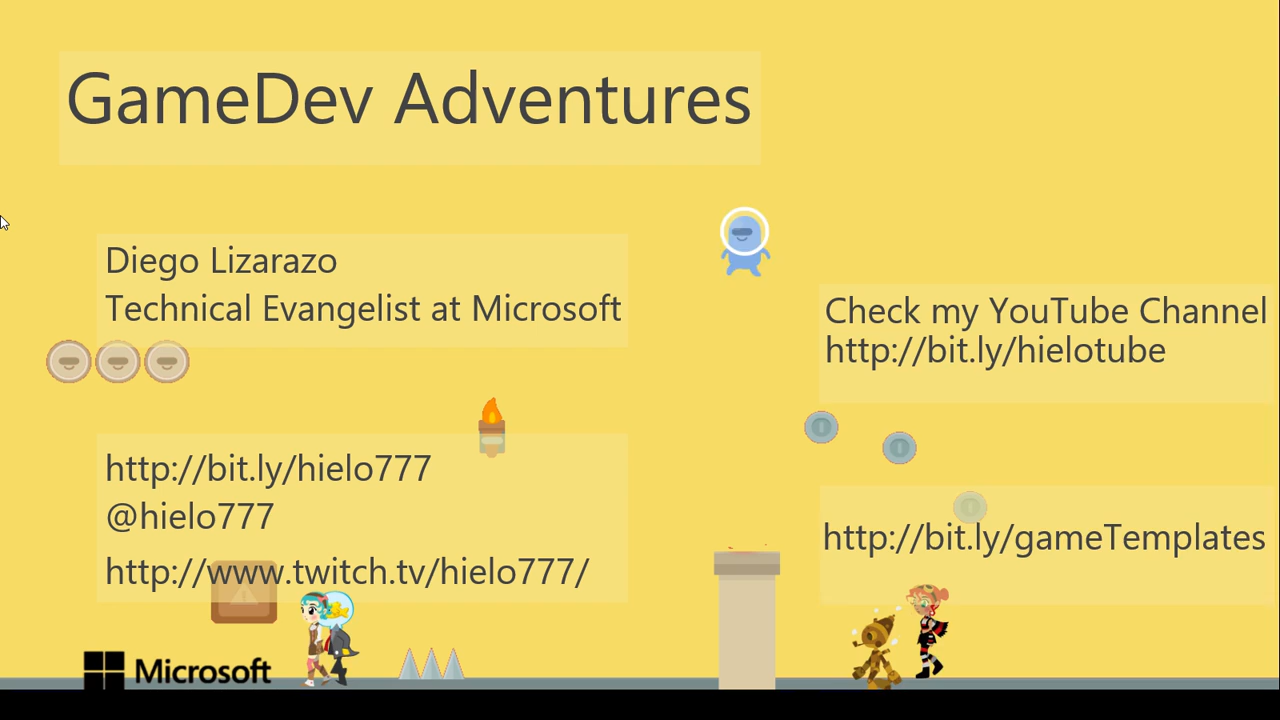 GameDev Adventures
Diego Lizarazo
Technical Evangelist at Microsoft
http://bit.ly/hielo777
@hielo777
http://www.twitch.tv/hielo777/
Check my YouTube Channel
http://bit.ly/hielotube
http://bit.ly/gameTemplates
Microsoft